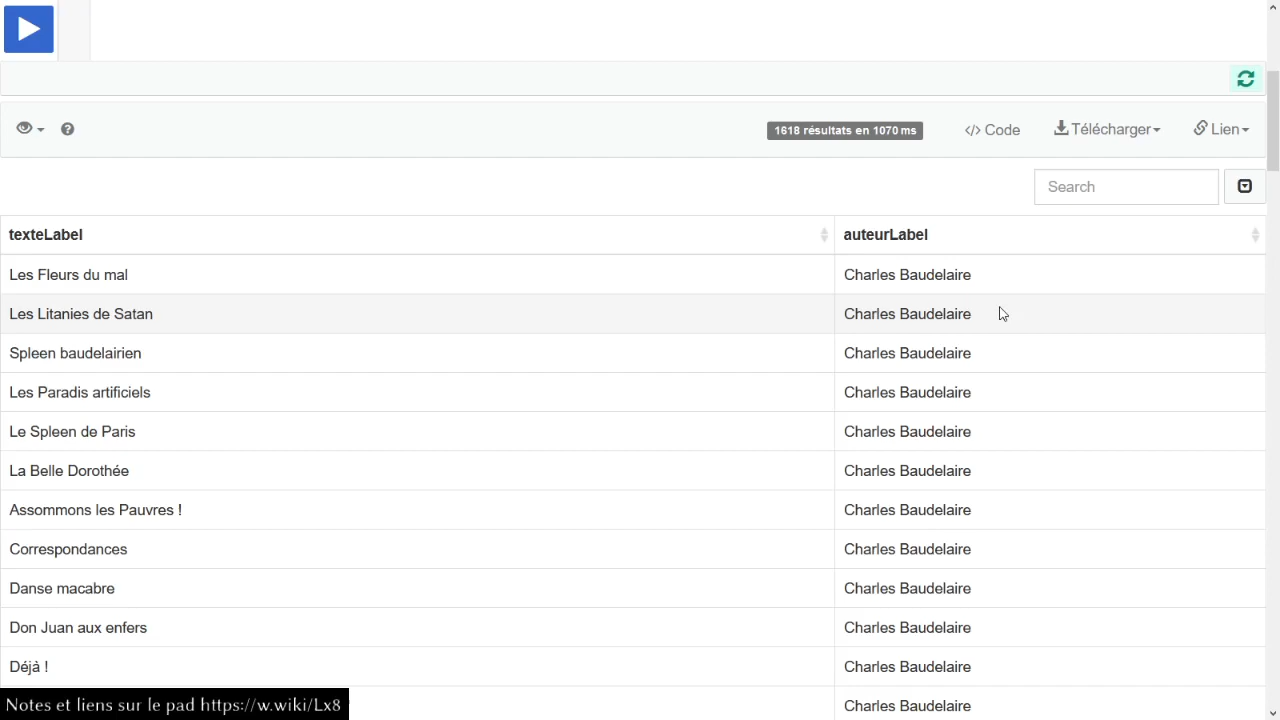 1618 résultats en 1070 ms </> Code Télécharger Lien
Search
texteLabel auteurLabel
Les Fleurs du mal Charles Baudelaire
Les Litanies de Satan Charles Baudelaire
Spleen baudelairien Charles Baudelaire
Les Paradis artificiels Charles Baudelaire
Le Spleen de Paris Charles Baudelaire
La Belle Dorothée Charles Baudelaire
Assommons les Pauvres ! Charles Baudelaire
Correspondances Charles Baudelaire
Danse macabre Charles Baudelaire
Don Juan aux enfers Charles Baudelaire
Déjà ! Charles Baudelaire
Notes et liens sur le pad https://w.wiki/Lx8 Charles Baudelaire